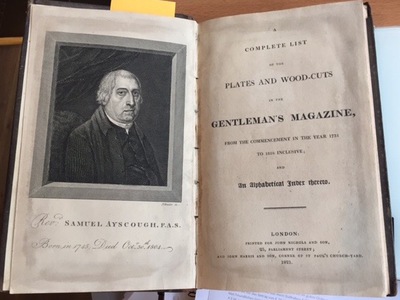 Revd. SAMUEL AYSCOUGH, F.A.S.
Born in 1745, Died Oct.
A
COMPLETE LIST
OF THE
PLATES AND WOOD-CUTS
IN THE
GENTLEMAN'S MAGAZINE,
FROM THE COMMENCEMENT IN THE YEAR 1731
TO 1818 INCLUSIVE;
AND
An Alphabetical Index thereto.
LONDON:
PRINTED FOR JOHN NICHOLS AND SON,
25, PARLIAMENT STREET;
AND JOHN HARRIS AND SON, CORNER OF ST PAUL'S CHURCH-YARD.
1821.